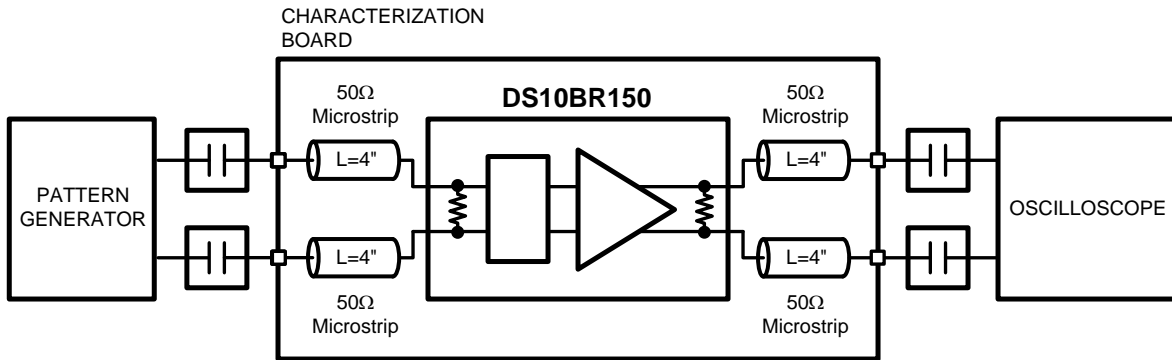 CHARACTERIZATION
BOARD
50Ω
Microstrip
DS10BR150
50Ω
Microstrip
L=4"
L=4"
PATTERN
GENERATOR
OSCILLOSCOPE
L=4"
L=4"
50Ω
Microstrip
50Ω
Microstrip